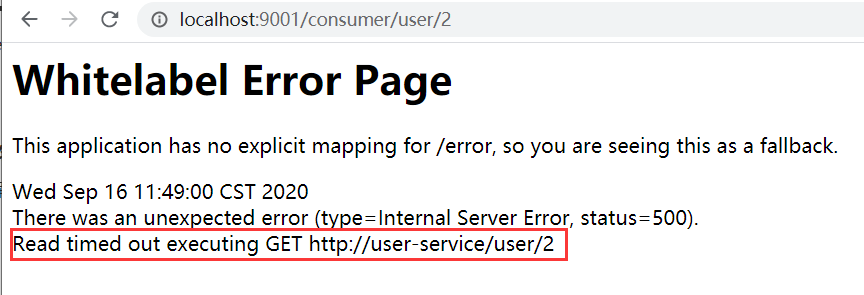 localhost:9001/consumer/user/2
Whitelabel Error Page
This application has no explicit mapping for /error, so you are seeing this as a fallback.
Wed Sep 16 11:49:00 CST 2020
There was an unexpected error (type=Internal Server Error, status=500).
Read timed out executing GET http://user-service/user/2